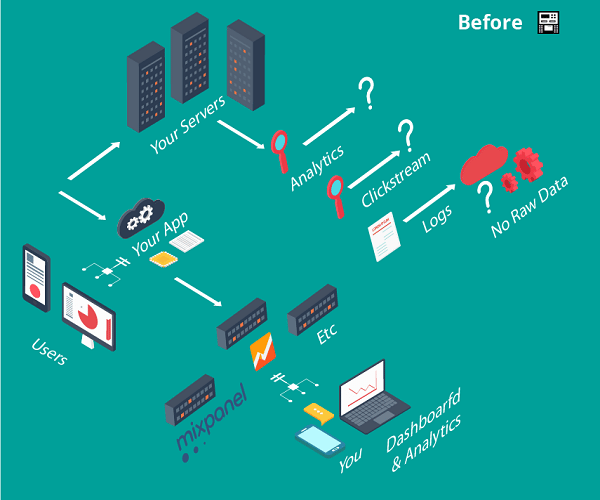 Before
Your Servers
Analytics
Clickstream
Logs
No Raw Data
Your App
Users
Etc
mixpanel
You
Dashboarfd
& Analytics